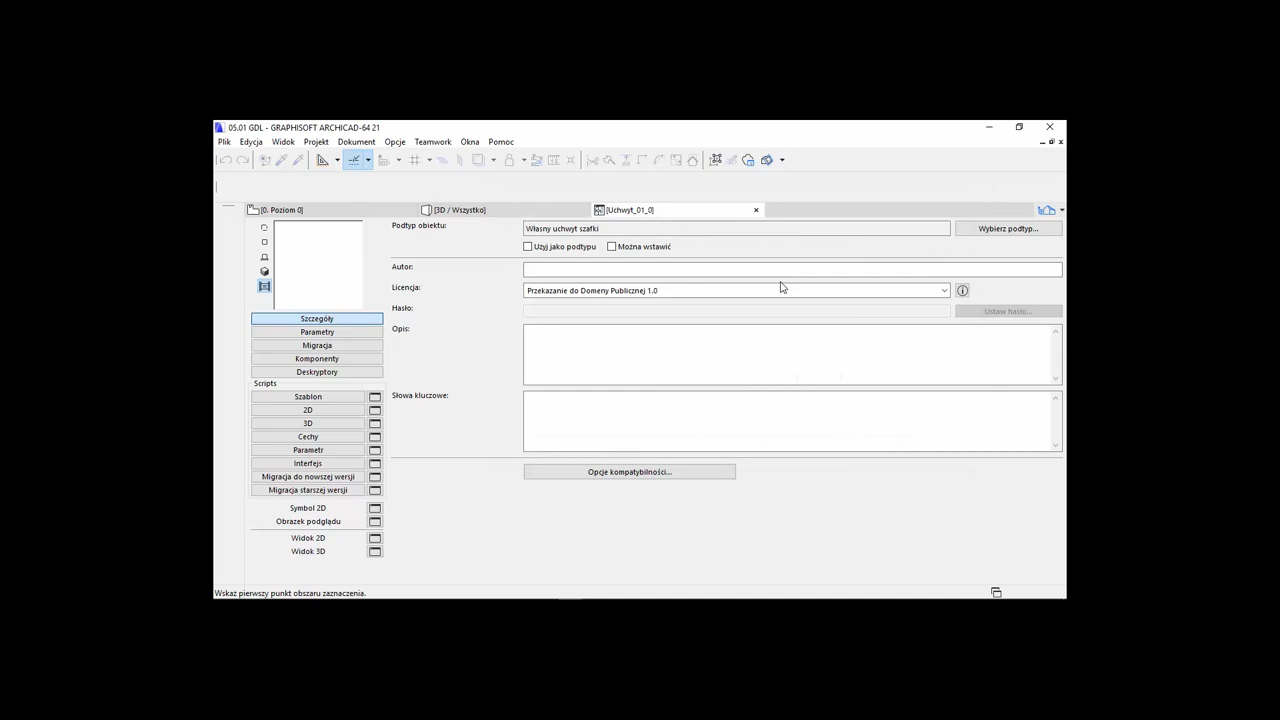 05.01 GDL - GRAPHISOFT ARCHICAD-64 21
Plik Edycja Widok Projekt Dokument Opcje Teamwork Okna Pomoc
[0. Poziom 0] [3D / Wszystko] [Uchwyt_01_0]
Podtyp obiektu: Własny uchwyt szafki Wybierz podtyp...
Użyj jako podtypu Można wstawić
Autor:
Licencja: Przekazanie do Domeny Publicznej 1.0
Hasło: Ustaw hasło...
Opis:
Słowa kluczowe:
Opcje kompatybilności...
Szczegóły
Parametry
Migracja
Komponenty
Deskryptory
Scripts
Szablon
2D
3D
Cechy
Parametr
Interfejs
Migracja do nowszej wersji
Migracja starszej wersji
Symbol 2D
Obrazek podglądu
Widok 2D
Widok 3D
Wskaż pierwszy punkt obszaru zaznaczenia.